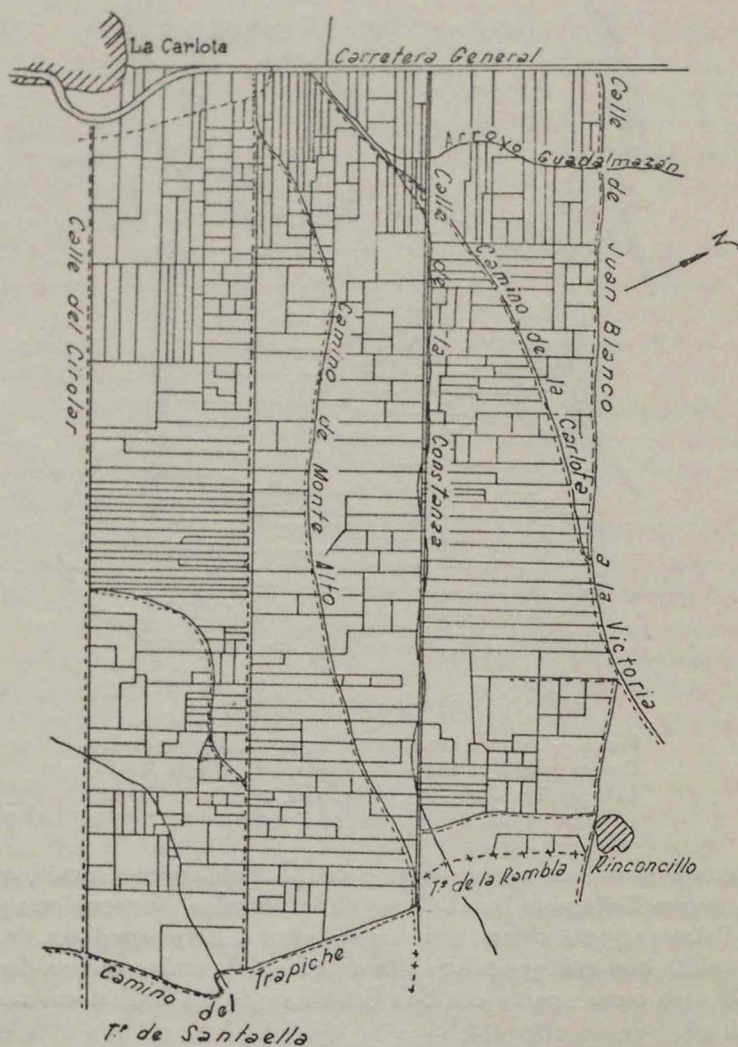 La Carlota
Carretera General
Calle de Juan Blanco
Arroyo Guadalmazán
N
Calle del Cirolar
Camino de Monte Alto
Calle de la Constanza
Camino de la Carlota a la Victoria
Tº de la Rambla
Rinconcillo
Camino del Trapiche
Tº de Santaella